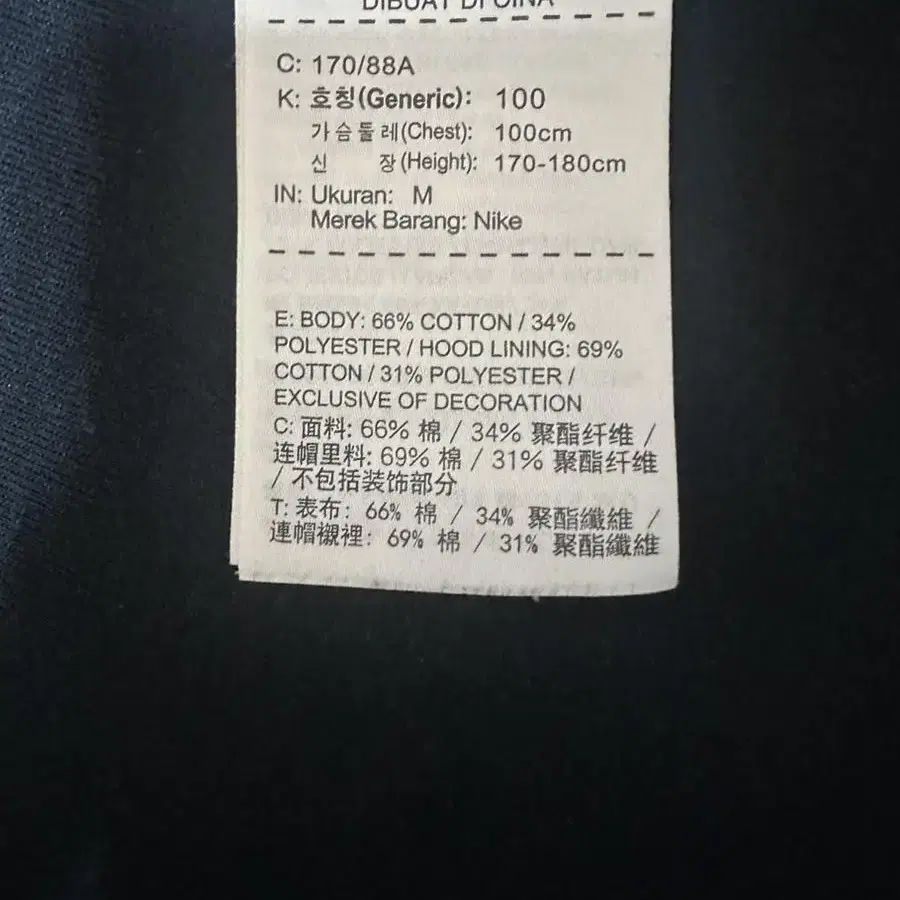 DIBUAT DI CINA
C: 170/88A
K: 호칭(Generic): 100
가슴둘레(Chest): 100cm
신 장(Height): 170-180cm
IN: Ukuran: M
Merek Barang: Nike
E: BODY: 66% COTTON / 34%
POLYESTER / HOOD LINING: 69%
COTTON / 31% POLYESTER /
EXCLUSIVE OF DECORATION
C: 面料: 66% 棉 / 34% 聚酯纤维 /
连帽里料: 69% 棉 / 31% 聚酯纤维
/ 不包括装饰部分
T: 表布: 66% 棉 / 34% 聚酯纖維 /
連帽襯裡: 69% 棉 / 31% 聚酯纖維